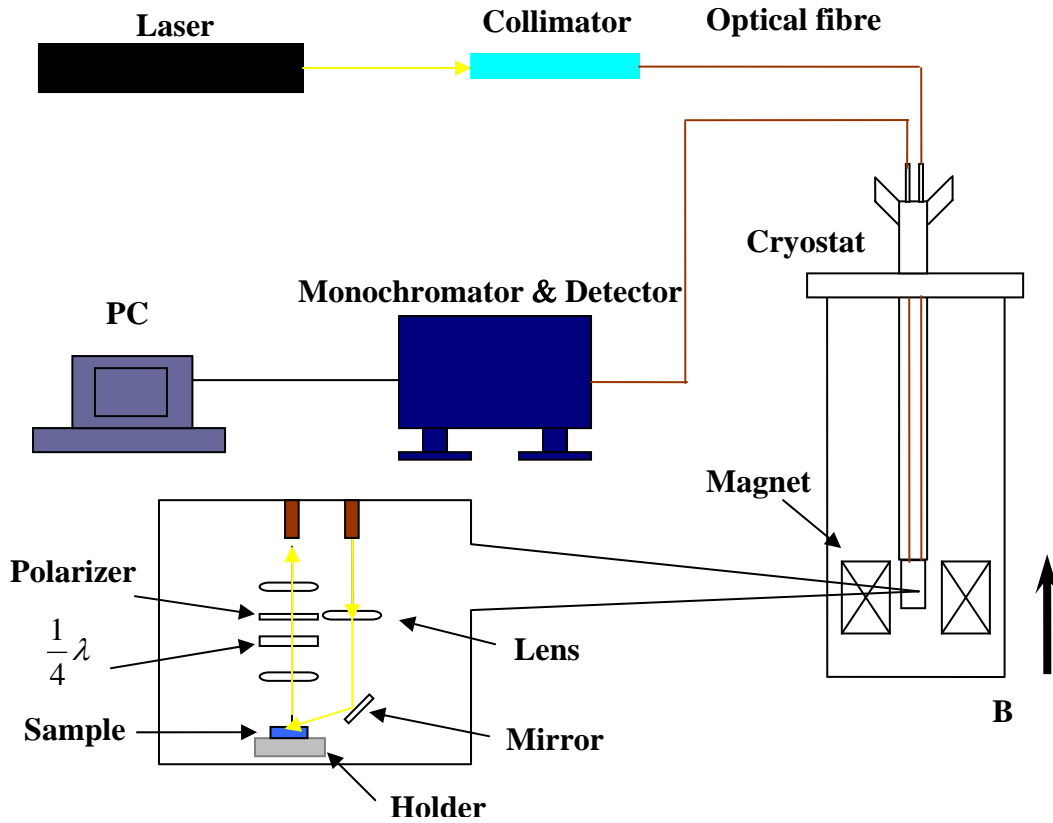 Laser
Collimator
Optical fibre
Cryostat
Monochromator & Detector
PC
Magnet
Polarizer
1/4 λ
Lens
Sample
Mirror
B
Holder